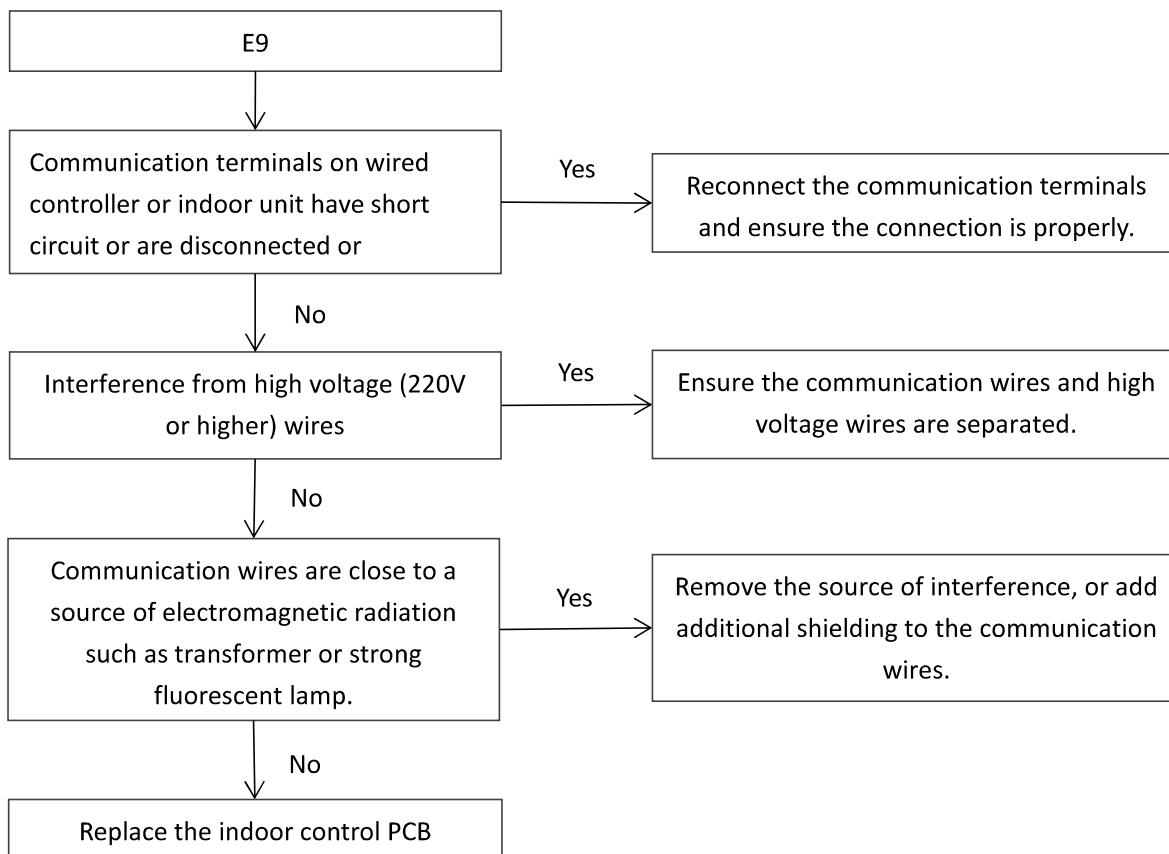 E9
Communication terminals on wired
controller or indoor unit have short
circuit or are disconnected or
Yes
Reconnect the communication terminals
and ensure the connection is properly.
No
Interference from high voltage (220V
or higher) wires
Yes
Ensure the communication wires and high
voltage wires are separated.
No
Communication wires are close to a
source of electromagnetic radiation
such as transformer or strong
fluorescent lamp.
Yes
Remove the source of interference, or add
additional shielding to the communication
wires.
No
Replace the indoor control PCB